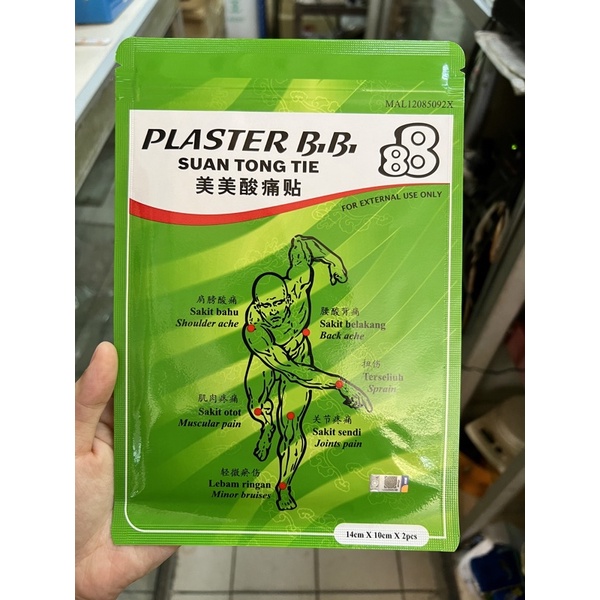 MAL12085092X
PLASTER B.B.
888
SUAN TONG TIE
美美酸痛贴
FOR EXTERNAL USE ONLY
肩膀酸痛
Sakit bahu
Shoulder ache
腰酸背痛
Sakit belakang
Back ache
扭伤
Terseliuh
Sprain
肌肉疼痛
Sakit otot
Muscular pain
关节疼痛
Sakit sendi
Joints pain
轻微瘀伤
Lebam ringan
Minor bruises
14cm X 10cm X 2pcs